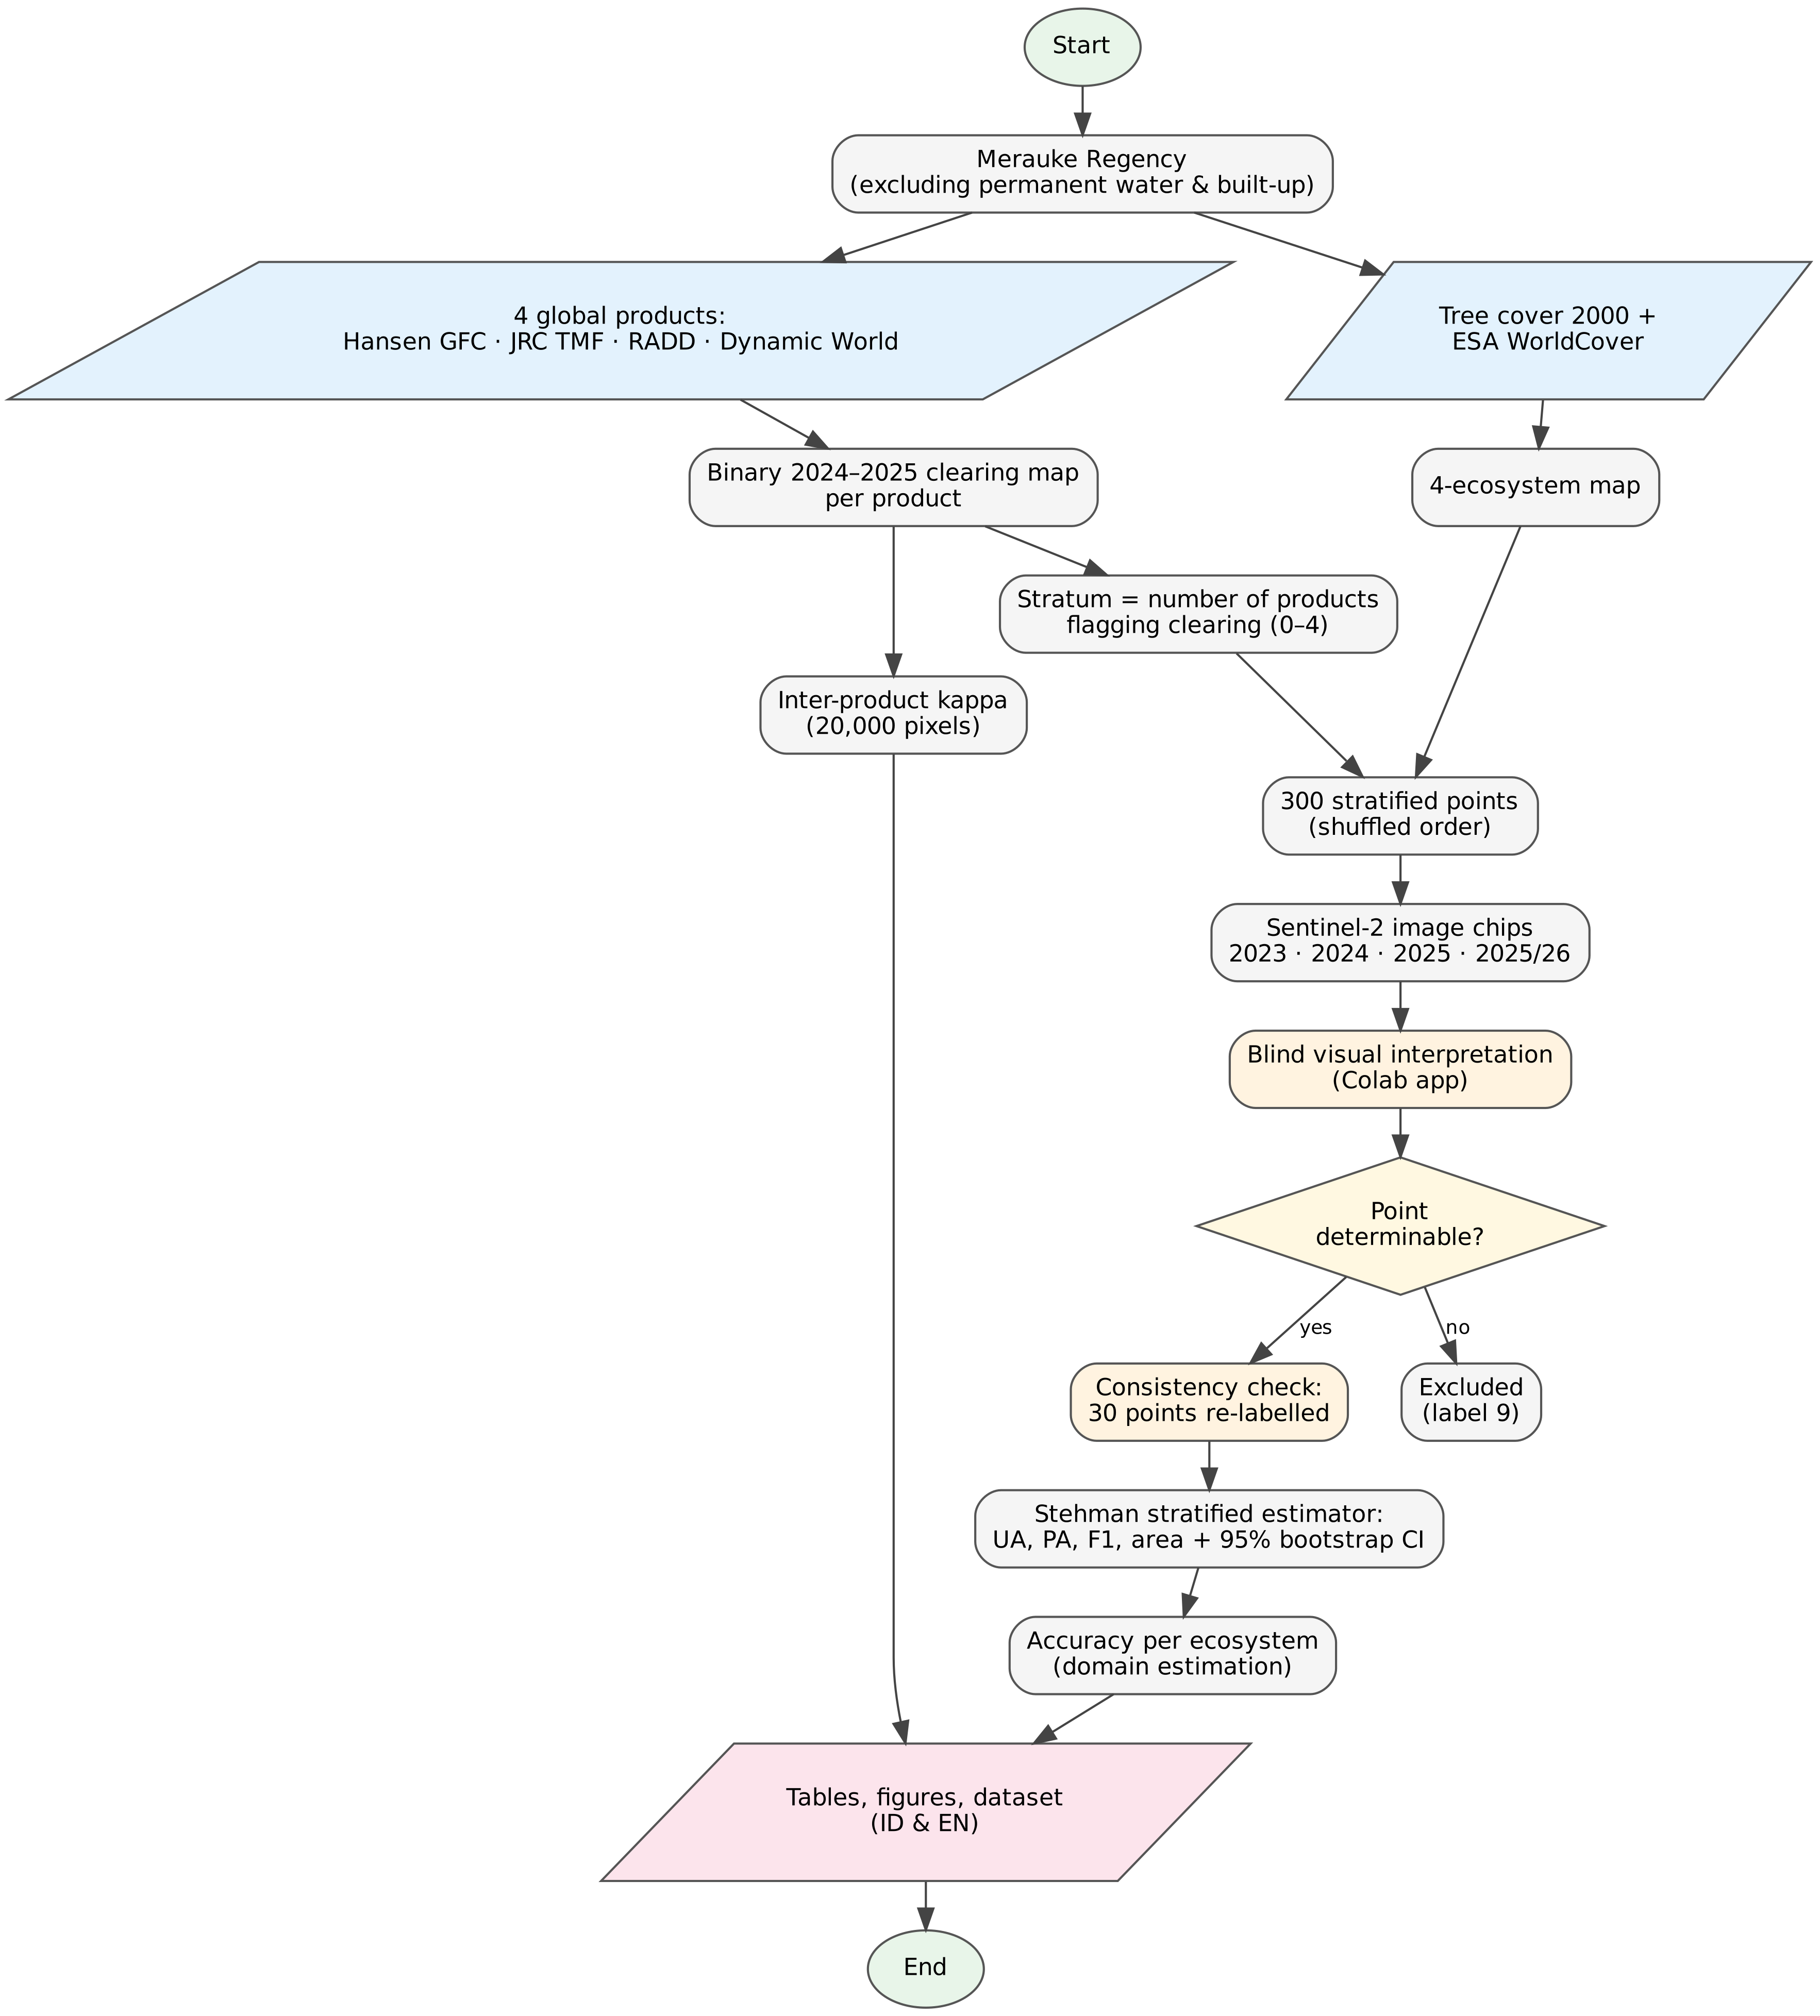 Start
Merauke Regency
(excluding permanent water & built-up)
4 global products:
Hansen GFC · JRC TMF · RADD · Dynamic World
Tree cover 2000 +
ESA WorldCover
Binary 2024–2025 clearing map
per product
4-ecosystem map
Stratum = number of products
flagging clearing (0–4)
Inter-product kappa
(20,000 pixels)
300 stratified points
(shuffled order)
Sentinel-2 image chips
2023 · 2024 · 2025 · 2025/26
Blind visual interpretation
(Colab app)
Point
determinable?
yes
no
Consistency check:
30 points re-labelled
Excluded
(label 9)
Stehman stratified estimator:
UA, PA, F1, area + 95% bootstrap CI
Accuracy per ecosystem
(domain estimation)
Tables, figures, dataset
(ID & EN)
End